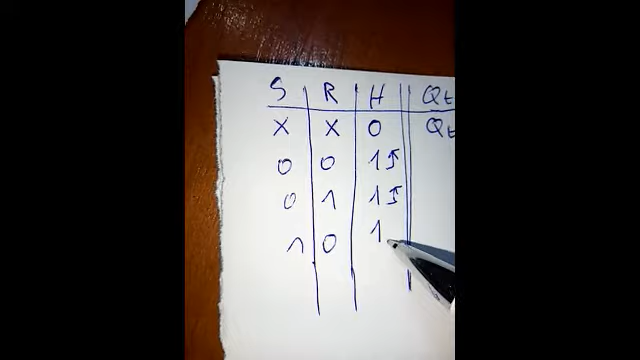 S R H Qt
X X 0 Qt
0 0 1 ↑
0 1 1 ↑
1 0 1